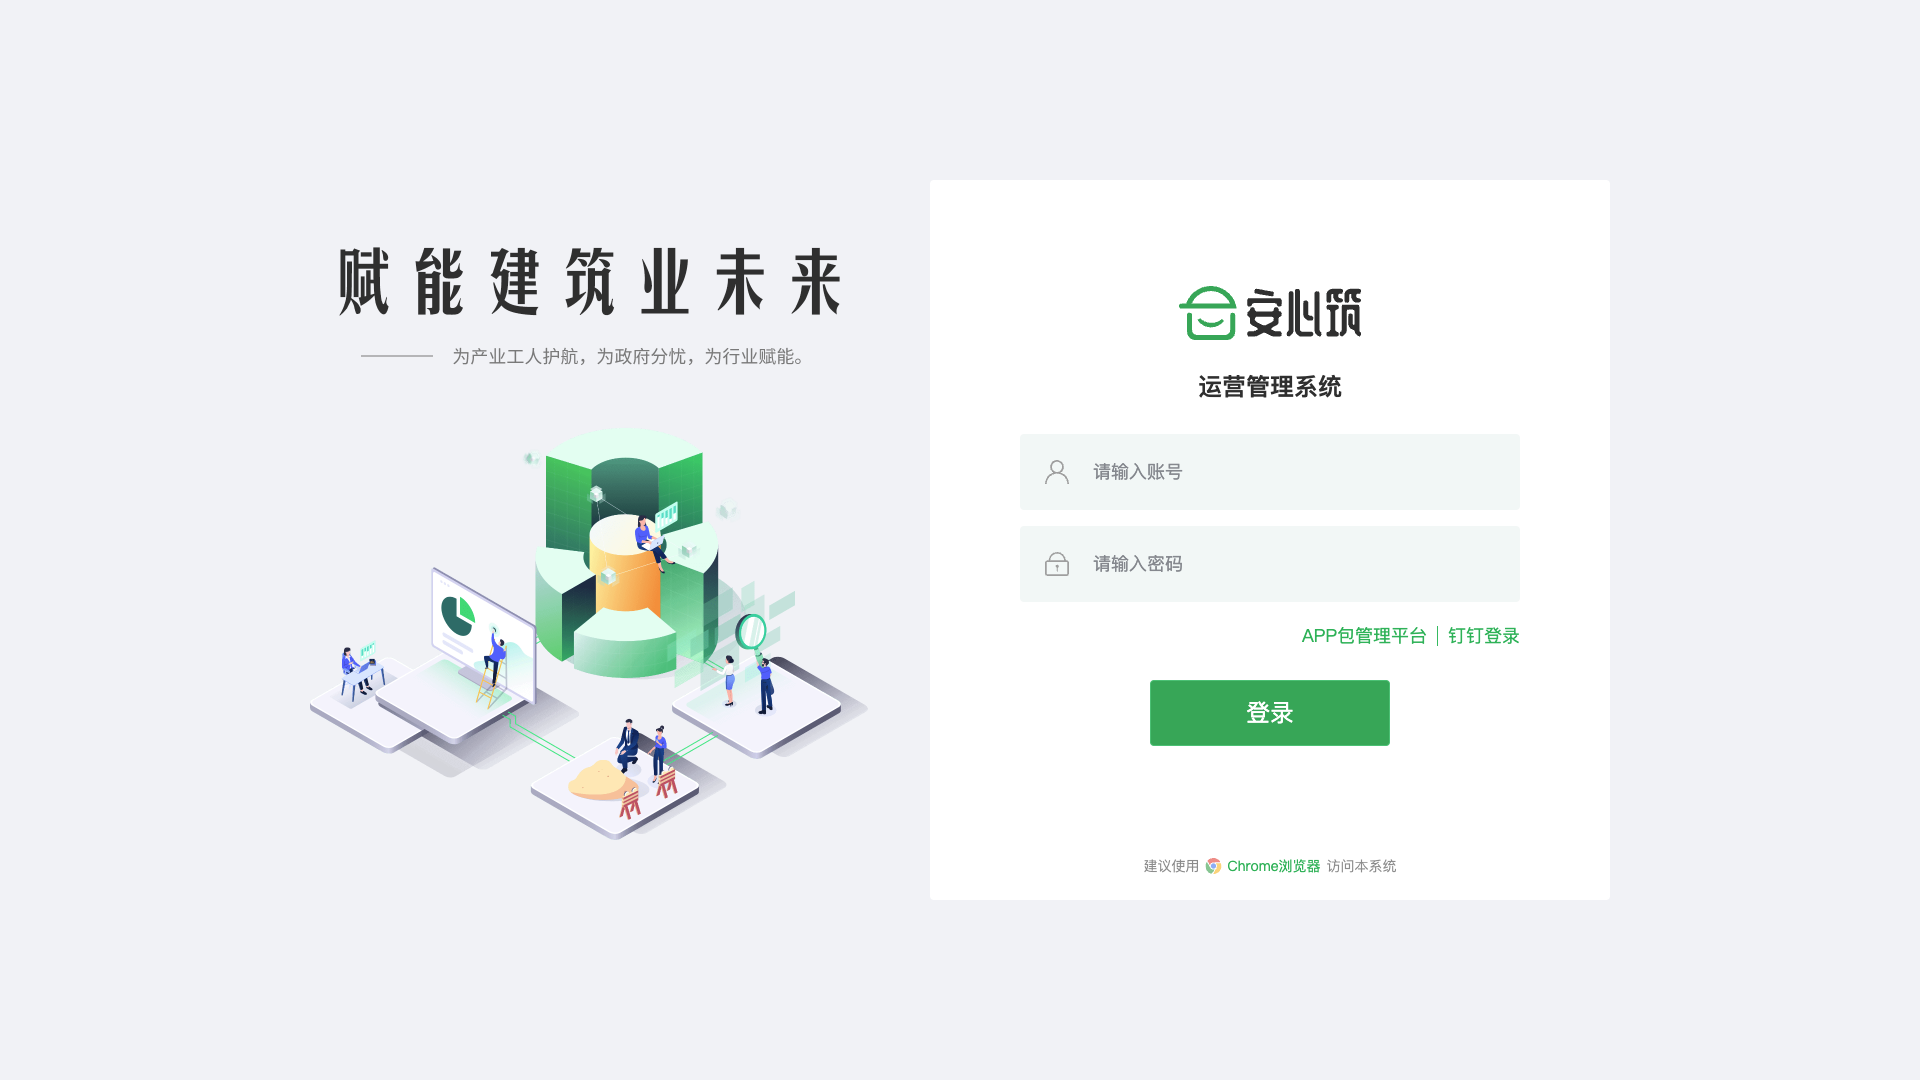 赋能建筑业未来
为产业工人护航，为政府分忧，为行业赋能。
安心筑
运营管理系统
请输入账号
请输入密码
APP包管理平台 | 钉钉登录
登录
建议使用 Chrome浏览器 访问本系统